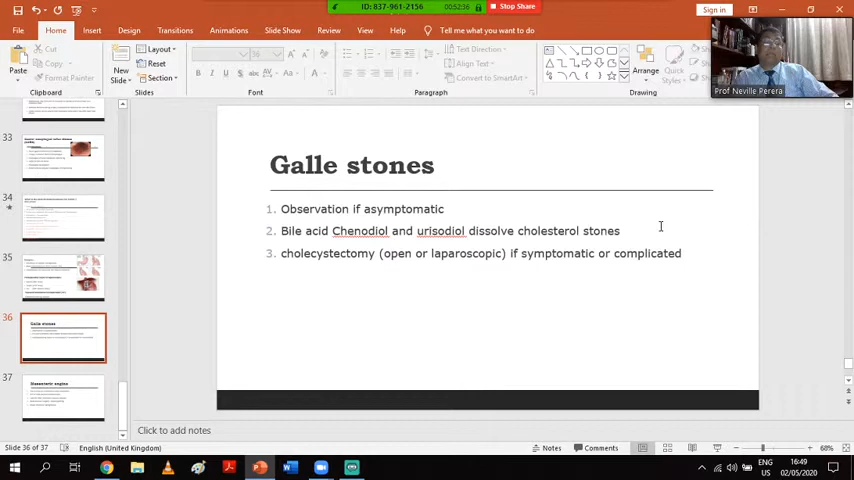 ID: 837-961-2156
00:52:36
Stop Share
Sign in
File Home Insert Design Transitions Animations Slide Show Review View Help Tell me what you want to do
Cut
Copy
Format Painter
Paste
Clipboard
New
Slide
Layout
Reset
Section
Slides
36
Font
Paragraph
Text Direction
Align Text
Convert to SmartArt
Arrange
Quick
Styles
Drawing
Prof Neville Perera
33
34
35
36
Galle stones
37
Galle stones
1. Observation if asymptomatic
2. Bile acid Chenodiol and urisodiol dissolve cholesterol stones
3. cholecystectomy (open or laparoscopic) if symptomatic or complicated
Click to add notes
Slide 36 of 37
English (United Kingdom)
Notes
Comments
68%
ENG
US
16:49
02/05/2020